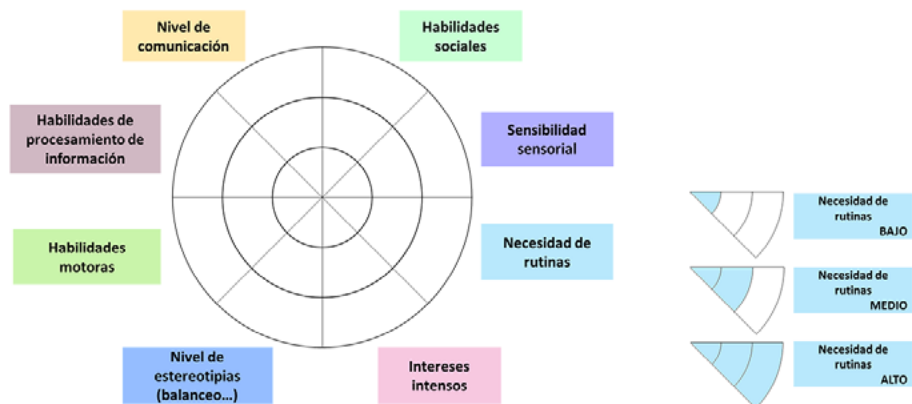 Nivel de
comunicación
Habilidades
sociales
Habilidades de
procesamiento de
información
Sensibilidad
sensorial
Habilidades
motoras
Necesidad de
rutinas
Nivel de
estereotipias
(balanceo...)
Intereses
intensos
Necesidad de
rutinas
BAJO
Necesidad de
rutinas
MEDIO
Necesidad de
rutinas
ALTO